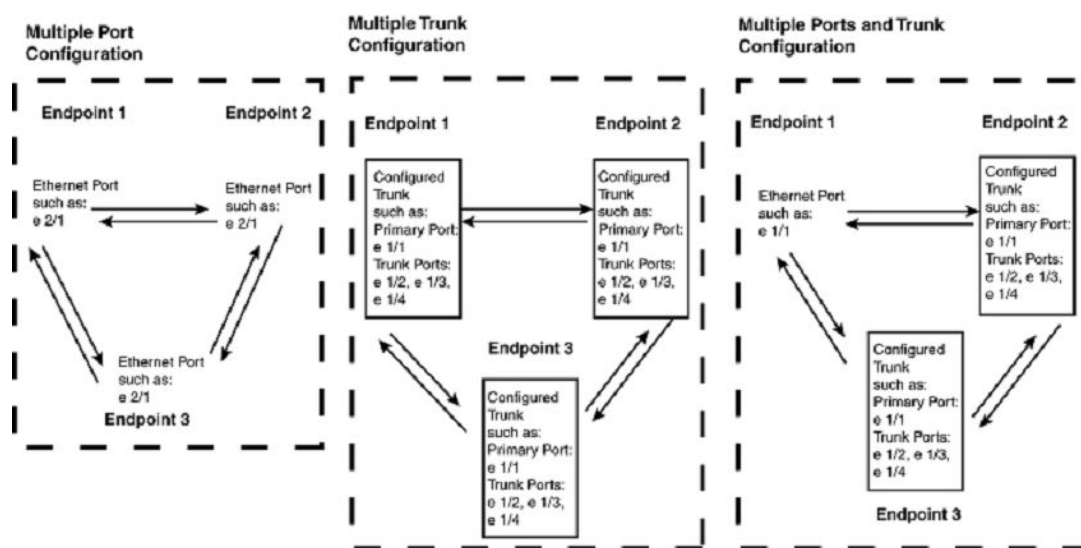 Multiple Port
Configuration
Endpoint 1
Endpoint 2
Ethernet Port
such as:
e 2/1
Ethernet Port
such as:
e 2/1
Ethernet Port
such as:
e 2/1
Endpoint 3
Multiple Trunk
Configuration
Endpoint 1
Endpoint 2
Configured
Trunk
such as:
Primary Port:
e 1/1
Trunk Ports:
e 1/2, e 1/3,
e 1/4
Configured
Trunk
such as:
Primary Port:
e 1/1
Trunk Ports:
e 1/2, e 1/3,
e 1/4
Endpoint 3
Configured
Trunk
such as:
Primary Port:
e 1/1
Trunk Ports:
e 1/2, e 1/3,
e 1/4
Multiple Ports and Trunk
Configuration
Endpoint 1
Endpoint 2
Ethernet Port
such as:
e 1/1
Configured
Trunk
such as:
Primary Port:
e 1/1
Trunk Ports:
e 1/2, e 1/3,
e 1/4
Configured
Trunk
such as:
Primary Port:
e 1/1
Trunk Ports:
e 1/2, e 1/3,
e 1/4
Endpoint 3